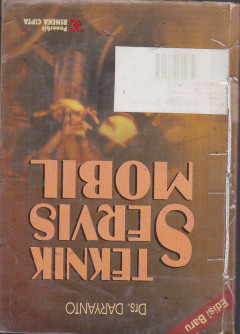 Drs. DARYANTO
TEKNIK
SERVIS
MOBIL
Edisi Baru
Penerbit
RINEKA CIPTA